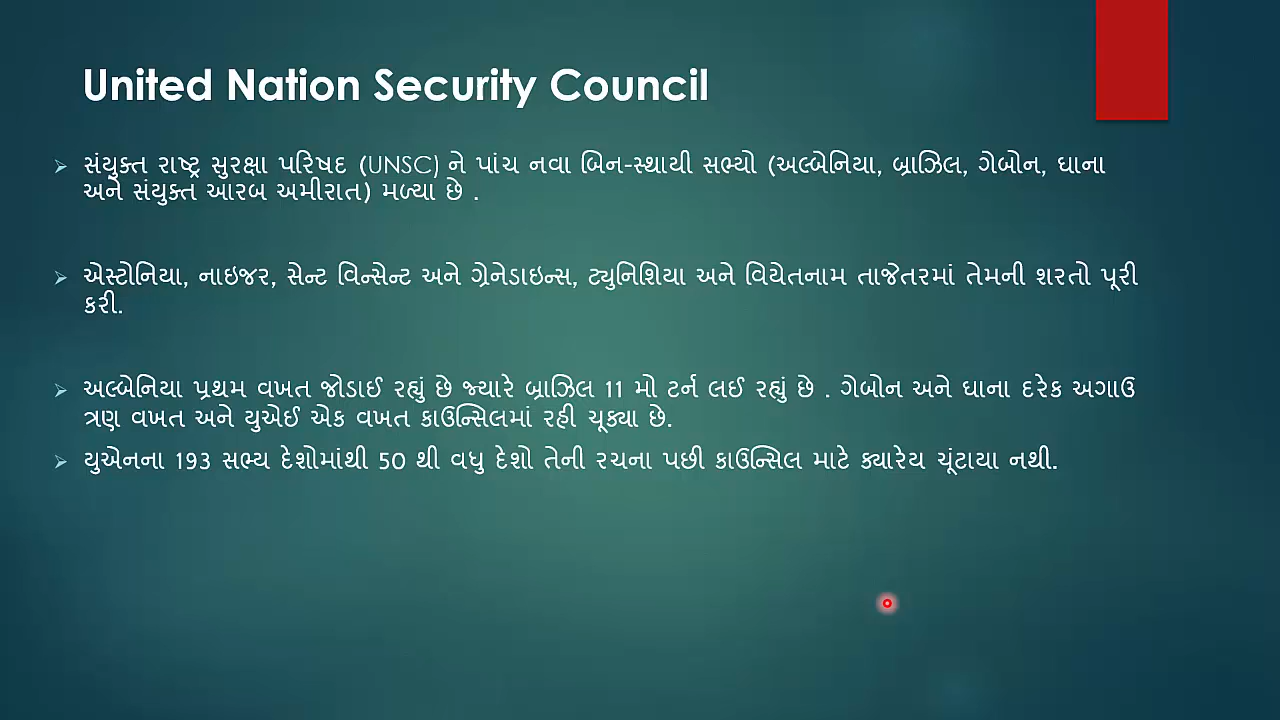 United Nation Security Council
સંયુક્ત રાષ્ટ્ર સુરક્ષા પરિષદ (UNSC) ને પાંચ નવા બિન-સ્થાયી સભ્યો (અલ્બેનિયા, બ્રાઝિલ, ગેબોન, ઘાના
અને સંયુક્ત આરબ અમીરાત) મળ્યા છે .
એસ્ટોનિયા, નાઇજર, સેન્ટ વિન્સેન્ટ અને ગ્રેનેડાઇન્સ, ટ્યુનિશિયા અને વિયેતનામ તાજેતરમાં તેમની શરતો પૂરી
કરી.
અલ્બેનિયા પ્રથમ વખત જોડાઈ રહ્યું છે જ્યારે બ્રાઝિલ 11 મો ટર્ન લઈ રહ્યું છે . ગેબોન અને ઘાના દરેક અગાઉ
ત્રણ વખત અને યુએઈ એક વખત કાઉન્સિલમાં રહી ચૂક્યા છે.
યુએનના 193 સભ્ય દેશોમાંથી 50 થી વધુ દેશો તેની રચના પછી કાઉન્સિલ માટે ક્યારેય ચૂંટાયા નથી.